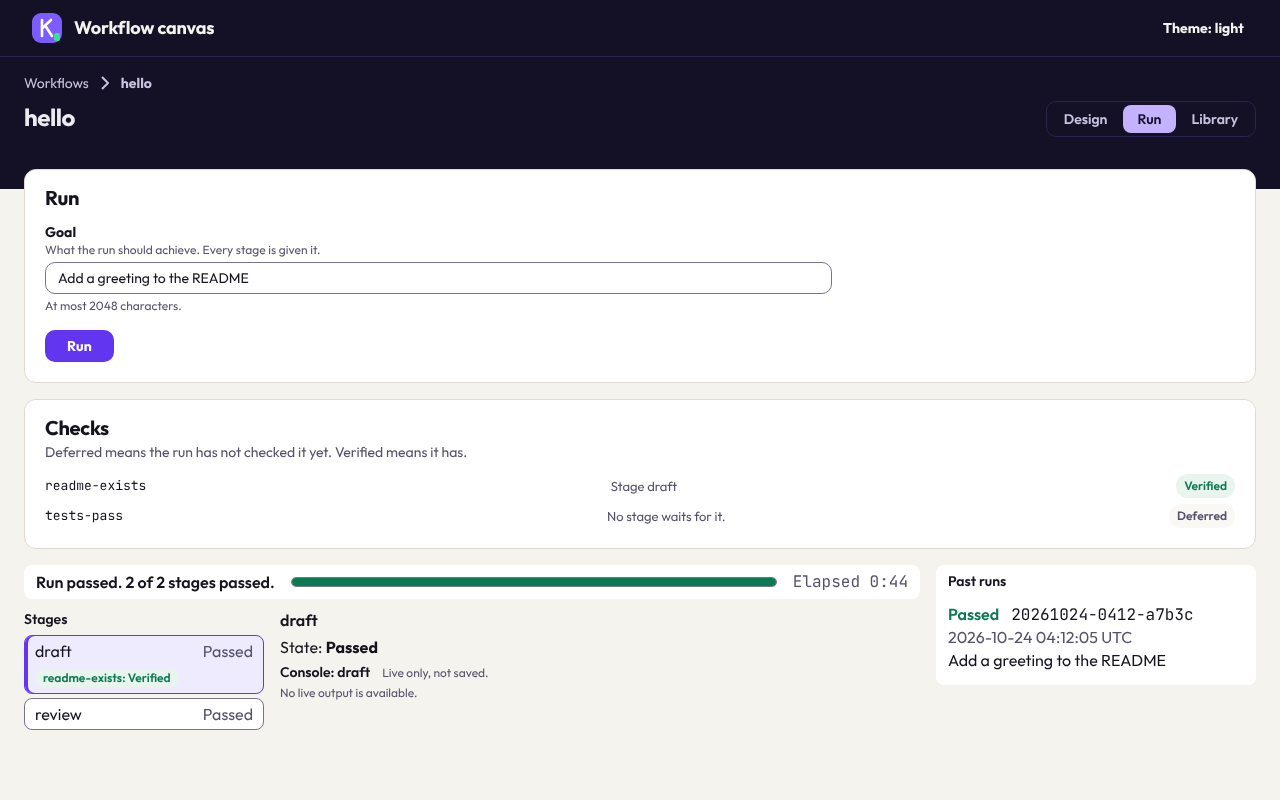 Workflow canvas
Theme: light
Workflows > hello
hello
Design Run Library
Run
Goal
What the run should achieve. Every stage is given it.
Add a greeting to the README
At most 2048 characters.
Run
Checks
Deferred means the run has not checked it yet. Verified means it has.
readme-exists Stage draft Verified
tests-pass No stage waits for it. Deferred
Run passed. 2 of 2 stages passed. Elapsed 0:44
Stages
draft Passed
readme-exists: Verified
review Passed
draft
State: Passed
Console: draft Live only, not saved.
No live output is available.
Past runs
Passed 20261024-0412-a7b3c
2026-10-24 04:12:05 UTC
Add a greeting to the README